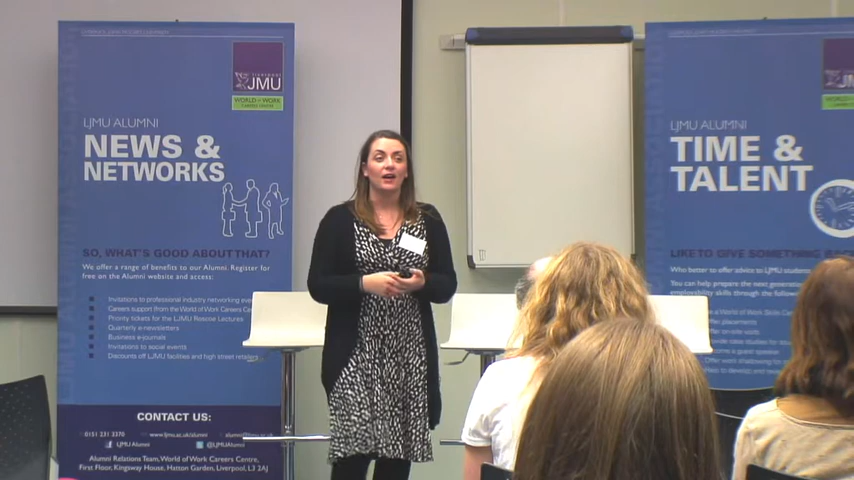 Liverpool
JMU
WORLD OF WORK
CAREERS CENTRE
LJMU ALUMNI
NEWS &
NETWORKS
SO, WHAT'S GOOD ABOUT THAT?
We offer a range of benefits to our Alumni. Register for
free on the Alumni website and access:
Invitations to professional industry networking eve
Careers support from the World of Work Careers Cent
Priority tickets for the LJMU Roscoe Lectures
Quarterly e-newsletters
Business e-journals
Invitations to social events
Discounts off LJMU facilities and high street retailers
CONTACT US:
0151 231 3370 www.ljmu.ac.uk/alumni
LJMU Alumni @LJMUAlumni
Alumni Relations Team, World of Work Careers Centre,
First Floor, Kingsway House, Hatton Garden, Liverpool, L3 2AJ
LJMU ALUMNI
TIME &
TALENT
LIKE TO GIVE SOMETHING
Who better to offer advice to LJMU studen
You can help prepare the next generation
employability skills through the following